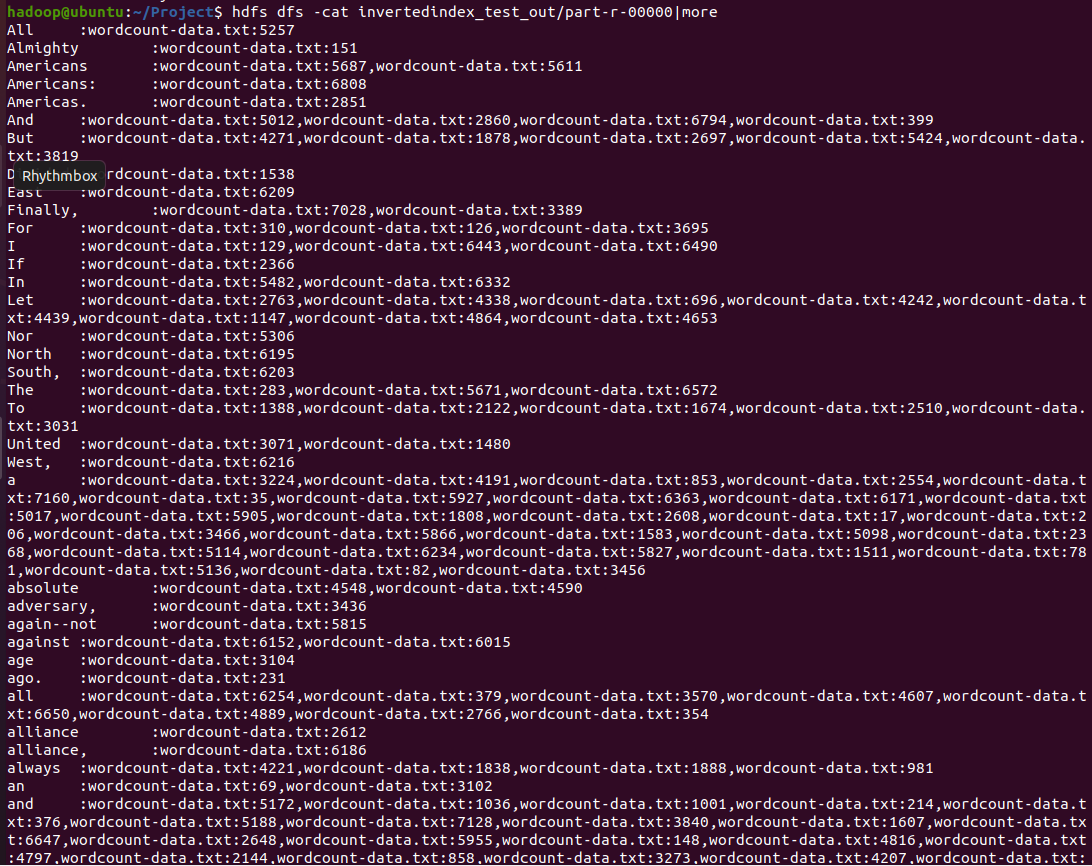 hadoop@ubuntu:~/Project$ hdfs dfs -cat invertedindex_test_out/part-r-00000|more
All :wordcount-data.txt:5257
Almighty :wordcount-data.txt:151
Americans :wordcount-data.txt:5687,wordcount-data.txt:5611
Americans: :wordcount-data.txt:6808
Americas. :wordcount-data.txt:2851
And :wordcount-data.txt:5012,wordcount-data.txt:2860,wordcount-data.txt:6794,wordcount-data.txt:399
But :wordcount-data.txt:4271,wordcount-data.txt:1878,wordcount-data.txt:2697,wordcount-data.txt:5424,wordcount-data.
txt:3819
Rhythmbox
rdcount-data.txt:1538
East :wordcount-data.txt:6209
Finally, :wordcount-data.txt:7028,wordcount-data.txt:3389
For :wordcount-data.txt:310,wordcount-data.txt:126,wordcount-data.txt:3695
I :wordcount-data.txt:129,wordcount-data.txt:6443,wordcount-data.txt:6490
If :wordcount-data.txt:2366
In :wordcount-data.txt:5482,wordcount-data.txt:6332
Let :wordcount-data.txt:2763,wordcount-data.txt:4338,wordcount-data.txt:696,wordcount-data.txt:4242,wordcount-data.t
xt:4439,wordcount-data.txt:1147,wordcount-data.txt:4864,wordcount-data.txt:4653
Nor :wordcount-data.txt:5306
North :wordcount-data.txt:6195
South, :wordcount-data.txt:6203
The :wordcount-data.txt:283,wordcount-data.txt:5671,wordcount-data.txt:6572
To :wordcount-data.txt:1388,wordcount-data.txt:2122,wordcount-data.txt:1674,wordcount-data.txt:2510,wordcount-data.
txt:3031
United :wordcount-data.txt:3071,wordcount-data.txt:1480
West, :wordcount-data.txt:6216
a :wordcount-data.txt:3224,wordcount-data.txt:4191,wordcount-data.txt:853,wordcount-data.txt:2554,wordcount-data.t
xt:7160,wordcount-data.txt:35,wordcount-data.txt:5927,wordcount-data.txt:6363,wordcount-data.txt:6171,wordcount-data.txt
:5017,wordcount-data.txt:5905,wordcount-data.txt:1808,wordcount-data.txt:2608,wordcount-data.txt:17,wordcount-data.txt:2
06,wordcount-data.txt:3466,wordcount-data.txt:5866,wordcount-data.txt:1583,wordcount-data.txt:5098,wordcount-data.txt:23
68,wordcount-data.txt:5114,wordcount-data.txt:6234,wordcount-data.txt:5827,wordcount-data.txt:1511,wordcount-data.txt:78
1,wordcount-data.txt:5136,wordcount-data.txt:82,wordcount-data.txt:3456
absolute :wordcount-data.txt:4548,wordcount-data.txt:4590
adversary, :wordcount-data.txt:3436
again--not :wordcount-data.txt:5815
against :wordcount-data.txt:6152,wordcount-data.txt:6015
age :wordcount-data.txt:3104
ago. :wordcount-data.txt:231
all :wordcount-data.txt:6254,wordcount-data.txt:379,wordcount-data.txt:3570,wordcount-data.txt:4607,wordcount-data.t
xt:6650,wordcount-data.txt:4889,wordcount-data.txt:2766,wordcount-data.txt:354
alliance :wordcount-data.txt:2612
alliance, :wordcount-data.txt:6186
always :wordcount-data.txt:4221,wordcount-data.txt:1838,wordcount-data.txt:1888,wordcount-data.txt:981
an :wordcount-data.txt:69,wordcount-data.txt:3102
and :wordcount-data.txt:5172,wordcount-data.txt:1036,wordcount-data.txt:1001,wordcount-data.txt:214,wordcount-data.t
xt:376,wordcount-data.txt:5188,wordcount-data.txt:7128,wordcount-data.txt:3840,wordcount-data.txt:1607,wordcount-data.tx
t:6647,wordcount-data.txt:2648,wordcount-data.txt:5955,wordcount-data.txt:148,wordcount-data.txt:4816,wordcount-data.txt
:4797,wordcount-data.txt:2144,wordcount-data.txt:858,wordcount-data.txt:3273,wordcount-data.txt:4207,wordcount-data.txt: